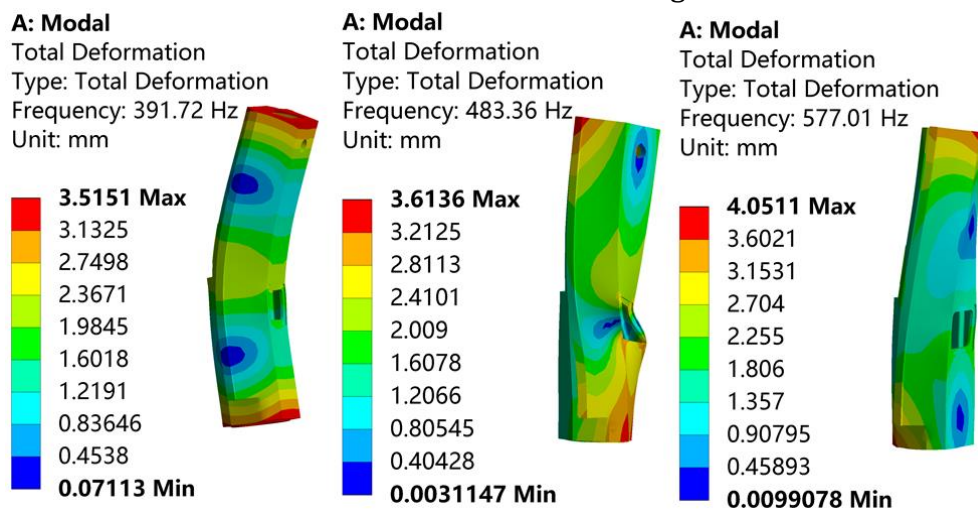 A: Modal
Total Deformation
Type: Total Deformation
Frequency: 391.72 Hz
Unit: mm
3.5151 Max
3.1325
2.7498
2.3671
1.9845
1.6018
1.2191
0.83646
0.4538
0.07113 Min
A: Modal
Total Deformation
Type: Total Deformation
Frequency: 483.36 Hz
Unit: mm
3.6136 Max
3.2125
2.8113
2.4101
2.009
1.6078
1.2066
0.80545
0.40428
0.0031147 Min
A: Modal
Total Deformation
Type: Total Deformation
Frequency: 577.01 Hz
Unit: mm
4.0511 Max
3.6021
3.1531
2.704
2.255
1.806
1.357
0.90795
0.45893
0.0099078 Min